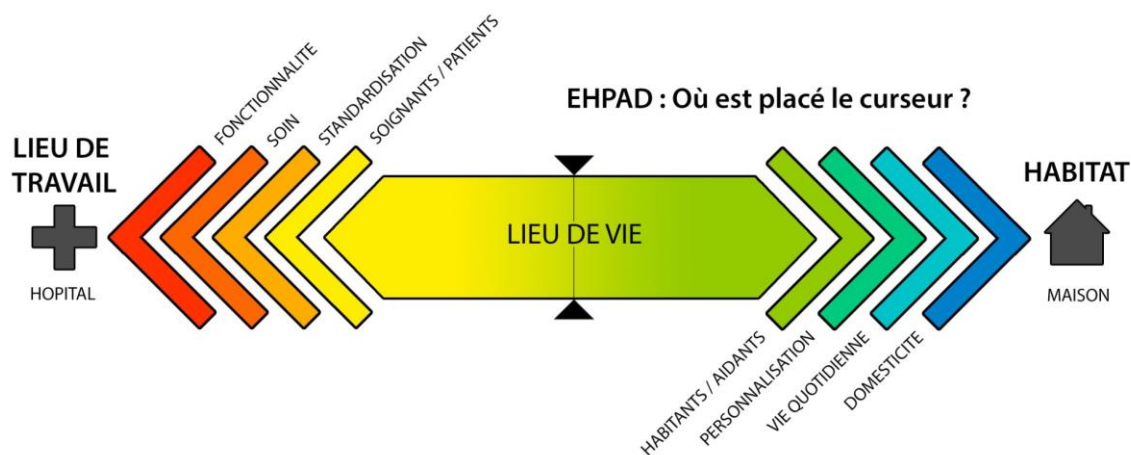 EHPAD : Où est placé le curseur ?
LIEU DE
TRAVAIL
HOPITAL
FONCTIONNALITE
SOIN
STANDARDISATION
SOIGNANTS / PATIENTS
LIEU DE VIE
HABITANTS / AIDANTS
PERSONNALISATION
VIE QUOTIDIENNE
DOMESTICITE
HABITAT
MAISON